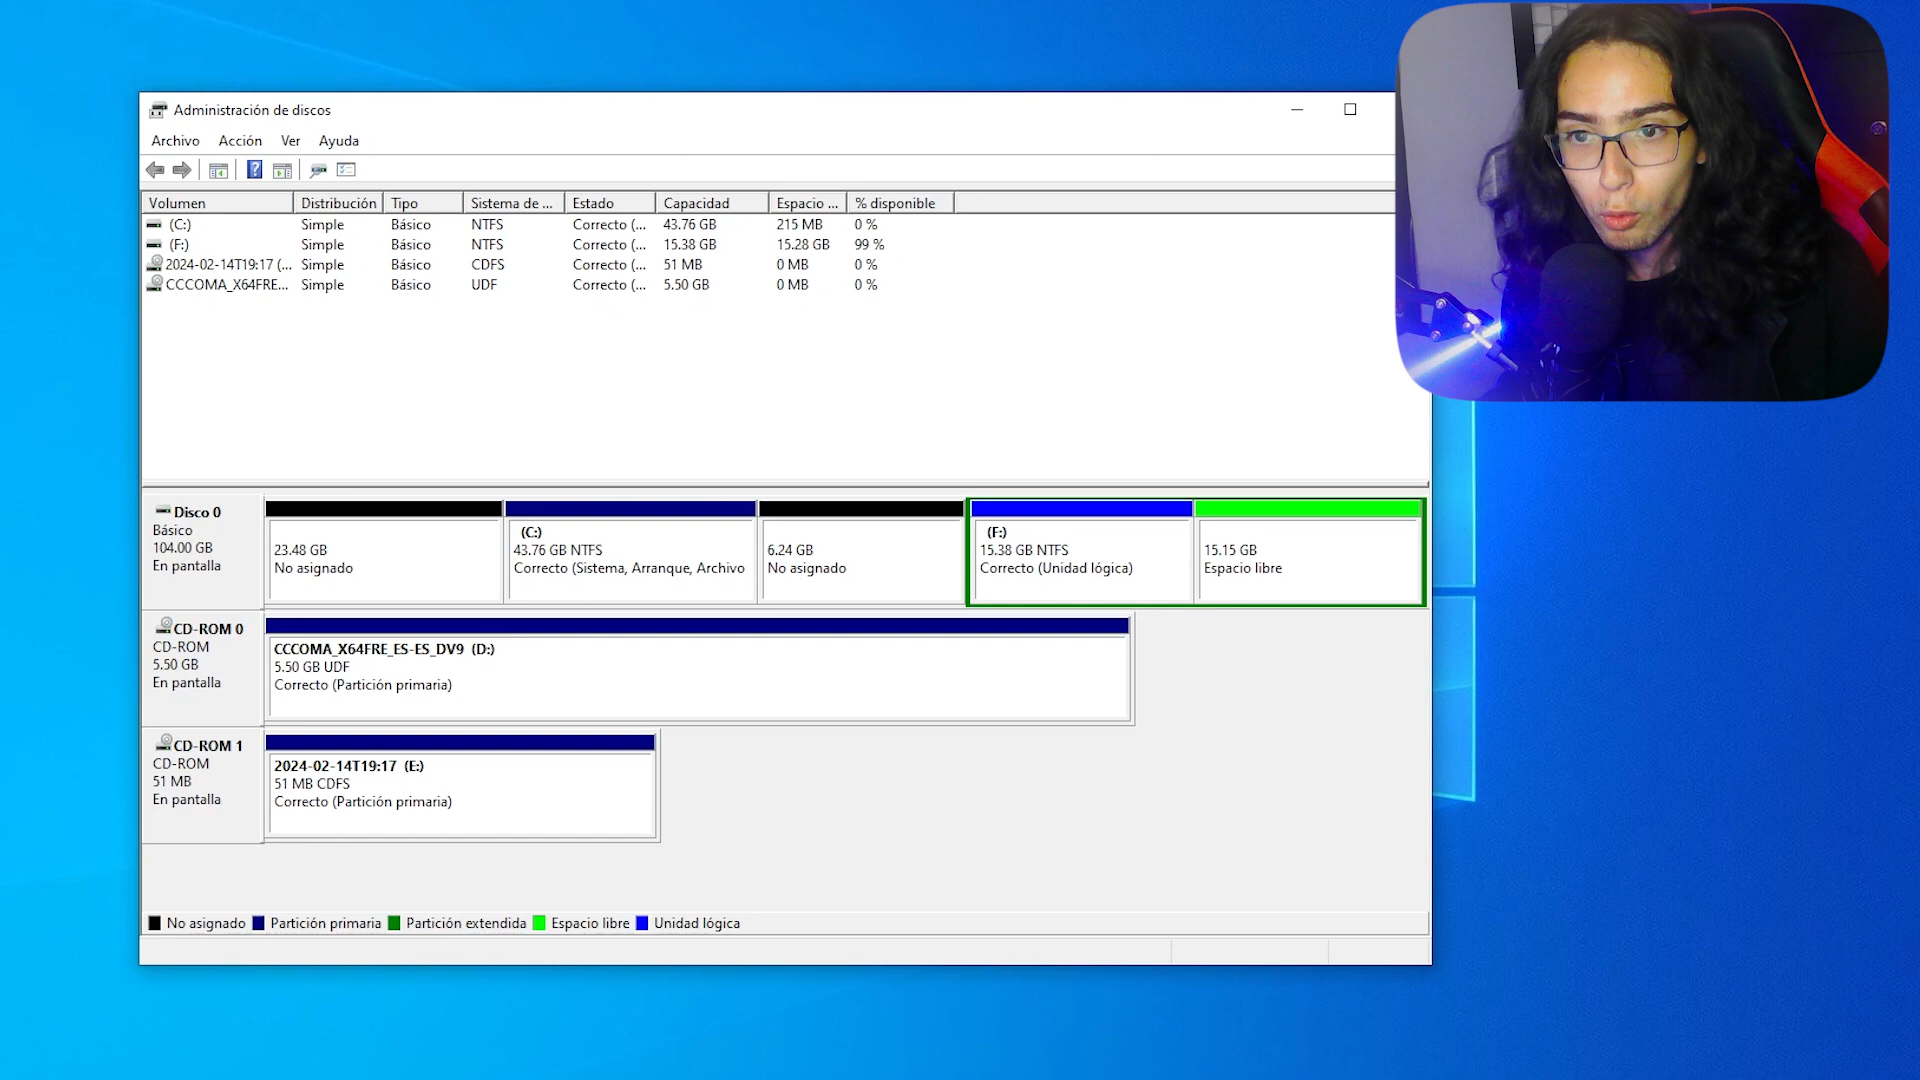 Administración de discos
Archivo Acción Ver Ayuda
Volumen Distribución Tipo Sistema de ... Estado Capacidad Espacio ... % disponible
(C:) Simple Básico NTFS Correcto (... 43.76 GB 215 MB 0 %
(F:) Simple Básico NTFS Correcto (... 15.38 GB 15.28 GB 99 %
2024-02-14T19:17 (... Simple Básico CDFS Correcto (... 51 MB 0 MB 0 %
CCCOMA_X64FRE... Simple Básico UDF Correcto (... 5.50 GB 0 MB 0 %
Disco 0
Básico
104.00 GB
En pantalla
23.48 GB
No asignado
(C:)
43.76 GB NTFS
Correcto (Sistema, Arranque, Archivo
6.24 GB
No asignado
(F:)
15.38 GB NTFS
Correcto (Unidad lógica)
15.15 GB
Espacio libre
CD-ROM 0
CD-ROM
5.50 GB
En pantalla
CCCOMA_X64FRE_ES-ES_DV9 (D:)
5.50 GB UDF
Correcto (Partición primaria)
CD-ROM 1
CD-ROM
51 MB
En pantalla
2024-02-14T19:17 (E:)
51 MB CDFS
Correcto (Partición primaria)
No asignado Partición primaria Partición extendida Espacio libre Unidad lógica